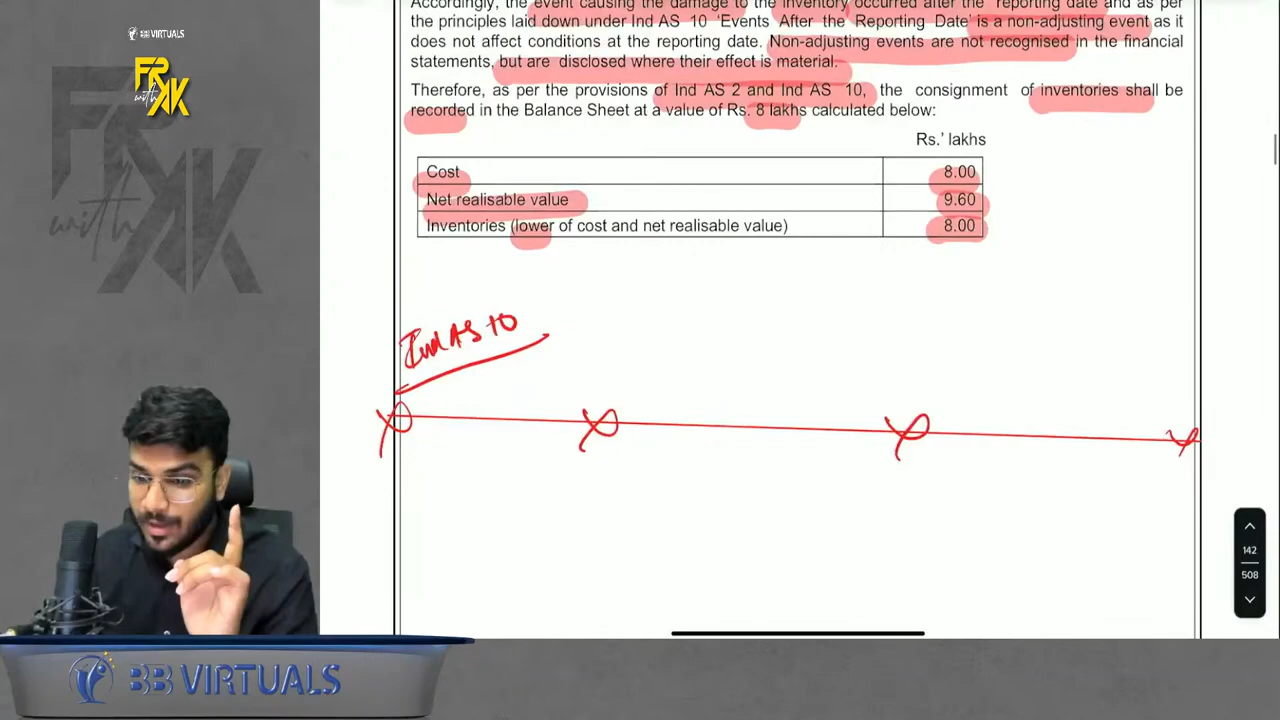 BB VIRTUALS
FR
with
AK
FR
with
AK
Accordingly, the event causing the damage to the inventory occurred after the reporting date and as per
the principles laid down under Ind AS 10 ‘Events After the Reporting Date’ is a non-adjusting event as it
does not affect conditions at the reporting date. Non-adjusting events are not recognised in the financial
statements, but are disclosed where their effect is material.
Therefore, as per the provisions of Ind AS 2 and Ind AS 10, the consignment of inventories shall be
recorded in the Balance Sheet at a value of Rs. 8 lakhs calculated below:
Rs.’ lakhs
Cost 8.00
Net realisable value 9.60
Inventories (lower of cost and net realisable value) 8.00
Ind AS 10
142
508
BB VIRTUALS